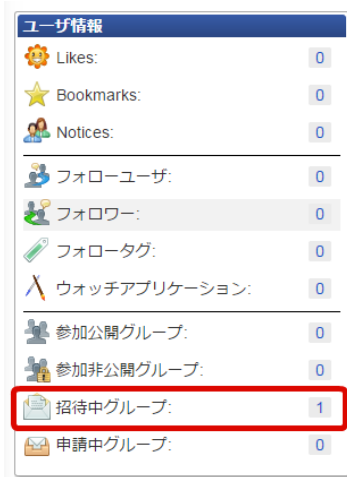 ユーザ情報
Likes: 0
Bookmarks: 0
Notices: 0
フォローユーザ: 0
フォロワー: 0
フォロータグ: 0
ウォッチアプリケーション: 0
参加公開グループ: 0
参加非公開グループ: 0
招待中グループ: 1
申請中グループ: 0